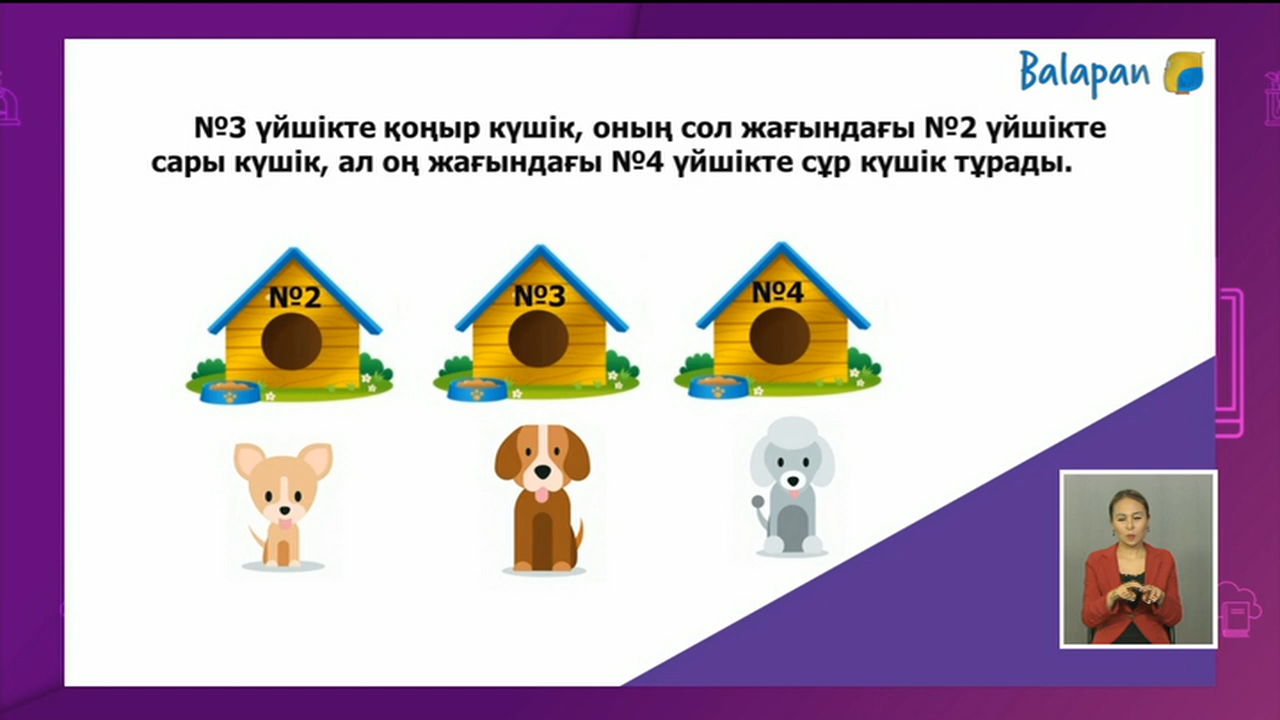 Balapan
№3 үйшікте қоңыр күшік, оның сол жағындағы №2 үйшікте
сары күшік, ал оң жағындағы №4 үйшікте сұр күшік тұрады.
№2 №3 №4